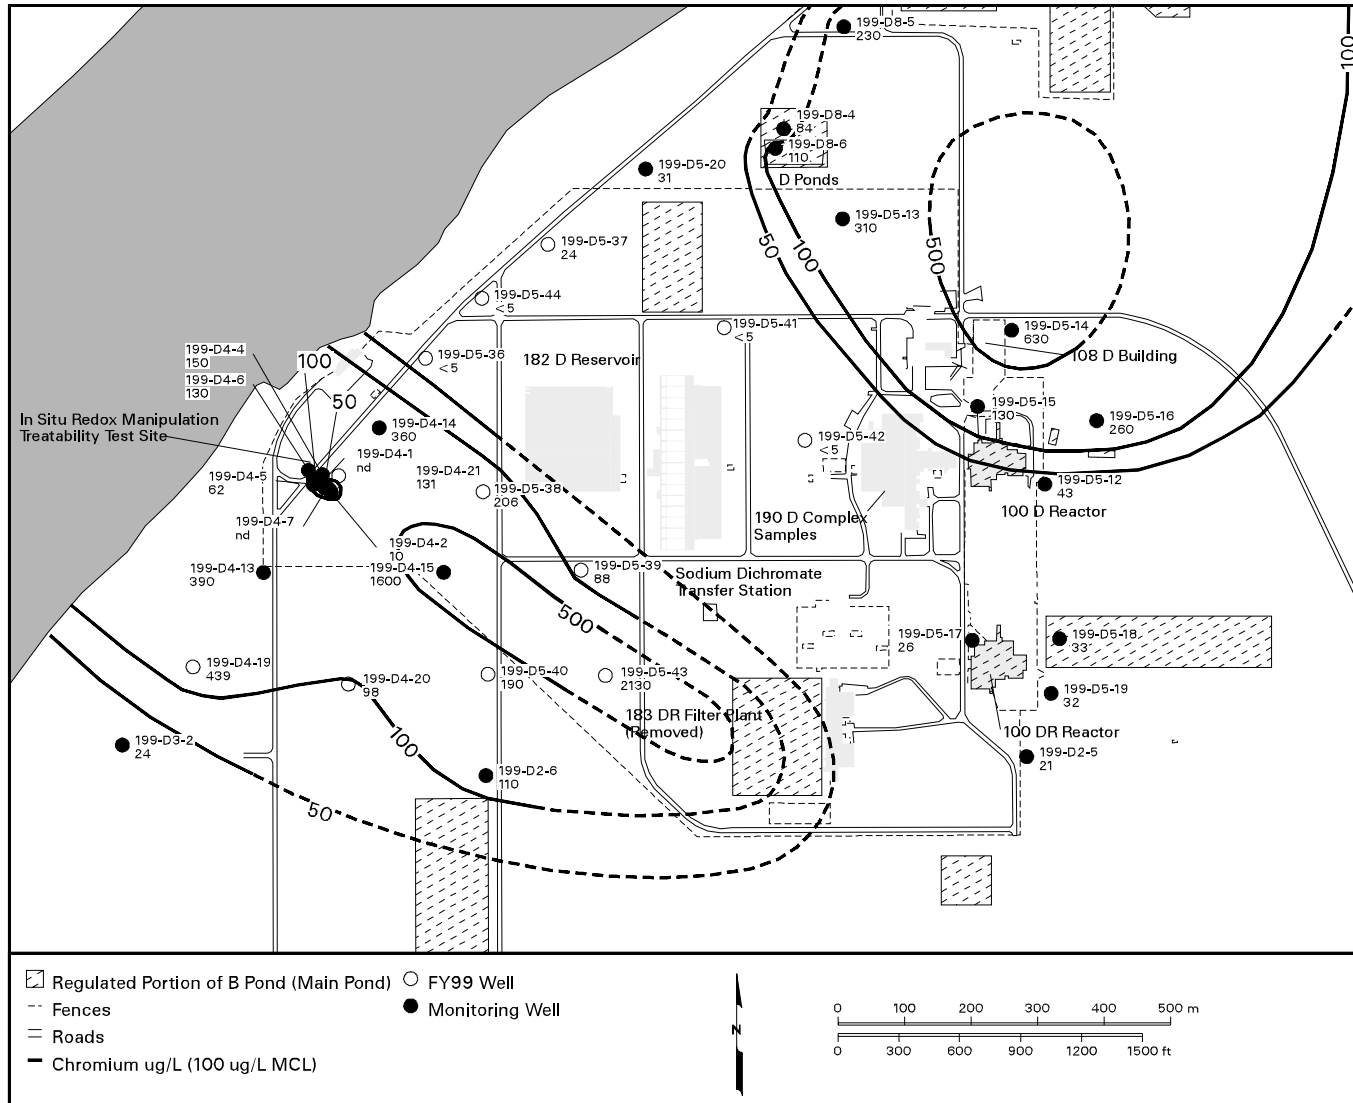 199-D8-5
230
100
199-D8-4
84
199-D8-6
110
D Ponds
199-D5-20
31
199-D5-13
310
199-D5-37
24
50
100
500
199-D5-44
<5
199-D5-41
<5
199-D5-14
630
108 D Building
199-D4-4
150
199-D4-6
130
100
50
199-D5-36
<5
182 D Reservoir
In Situ Redox Manipulation
Treatability Test Site
199-D4-14
360
199-D5-15
130
199-D5-16
260
199-D4-1
nd
199-D5-42
<5
199-D4-5
62
199-D4-21
131
199-D5-38
206
199-D5-12
43
100 D Reactor
199-D4-7
nd
190 D Complex
Samples
199-D4-2
10
199-D4-13
390
199-D4-15
1600
199-D5-39
88
Sodium Dichromate
Transfer Station
500
199-D5-17
26
199-D5-18
33
199-D4-19
439
199-D4-20
98
199-D5-40
190
199-D5-43
2130
199-D5-19
32
183 DR Filter Plant
(Removed)
100 DR Reactor
199-D3-2
24
100
199-D2-5
21
199-D2-6
110
50
Regulated Portion of B Pond (Main Pond)
Fences
Roads
Chromium ug/L (100 ug/L MCL)
FY99 Well
Monitoring Well
N
0 100 200 300 400 500 m
0 300 600 900 1200 1500 ft